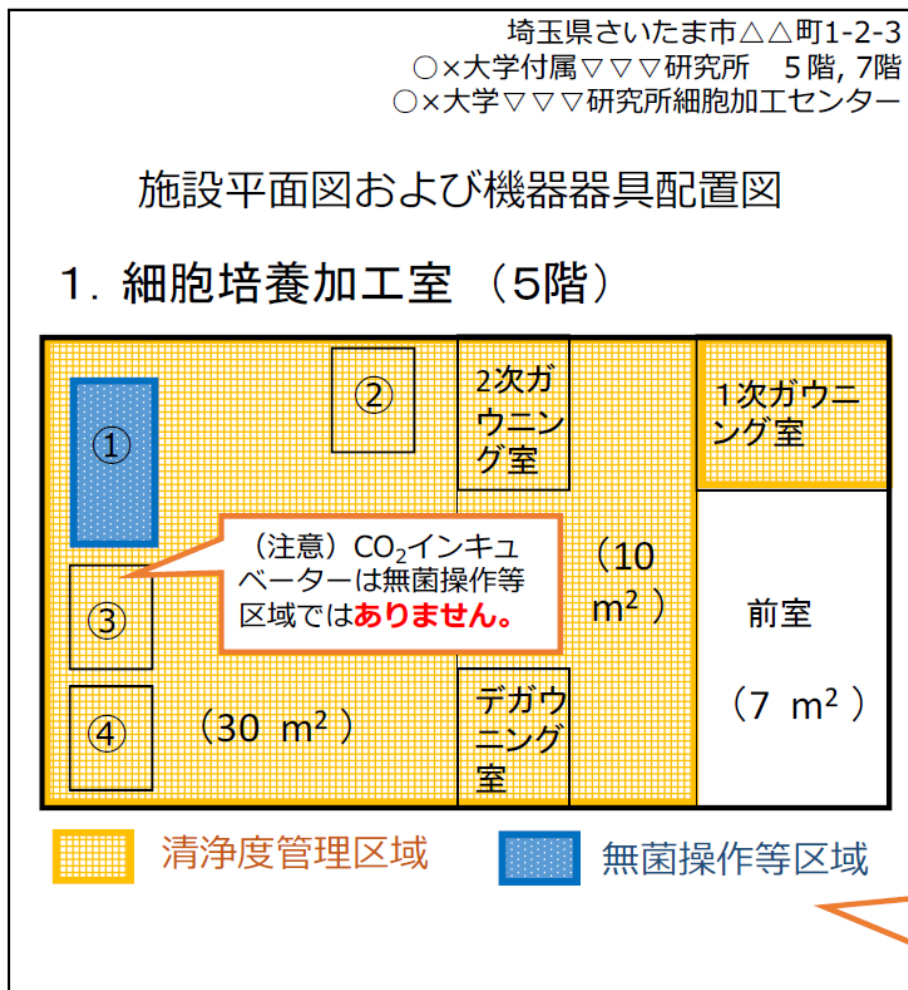 埼玉県さいたま市△△町1-2-3
○×大学付属▽▽▽研究所　5階, 7階
○×大学▽▽▽研究所細胞加工センター
施設平面図および機器器具配置図
１．細胞培養加工室 （5階）
①
②
2次ガ
ウニン
グ室
１次ガウニ
ング室
（注意）CO₂インキュ
ベーターは無菌操作等
区域ではありません。
（10
m²）
③
前室
（7 m²）
④
（30 m²）
デガウ
ニング
室
清浄度管理区域
無菌操作等区域